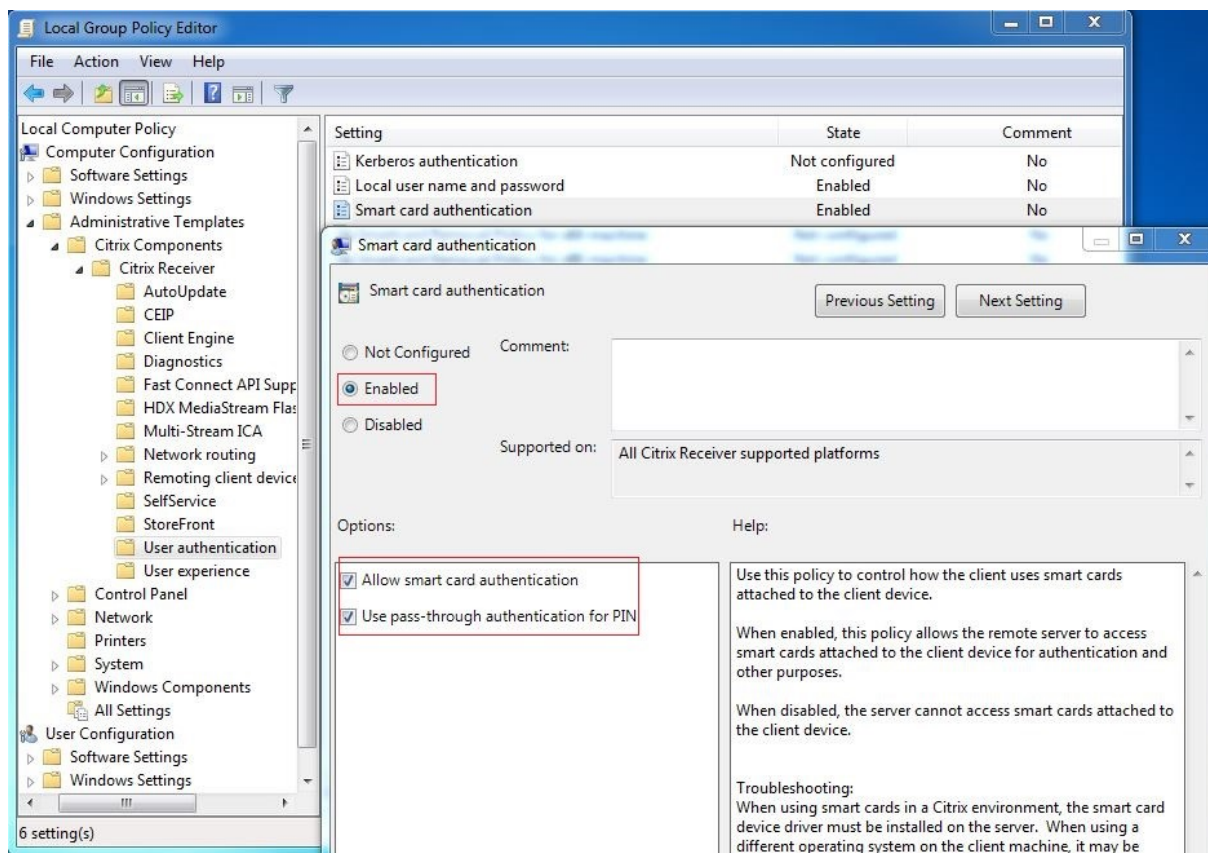 Local Group Policy Editor
File Action View Help
Local Computer Policy
Computer Configuration
Software Settings
Windows Settings
Administrative Templates
Citrix Components
Citrix Receiver
AutoUpdate
CEIP
Client Engine
Diagnostics
Fast Connect API Supp
HDX MediaStream Flas
Multi-Stream ICA
Network routing
Remoting client device
SelfService
StoreFront
User authentication
User experience
Control Panel
Network
Printers
System
Windows Components
All Settings
User Configuration
Software Settings
Windows Settings
6 setting(s)
Setting State Comment
Kerberos authentication Not configured No
Local user name and password Enabled No
Smart card authentication Enabled No
Smart card authentication
Smart card authentication
Previous Setting Next Setting
Not Configured Comment:
Enabled
Disabled
Supported on: All Citrix Receiver supported platforms
Options: Help:
Allow smart card authentication
Use pass-through authentication for PIN
Use this policy to control how the client uses smart cards
attached to the client device.
When enabled, this policy allows the remote server to access
smart cards attached to the client device for authentication and
other purposes.
When disabled, the server cannot access smart cards attached to
the client device.
Troubleshooting:
When using smart cards in a Citrix environment, the smart card
device driver must be installed on the server. When using a
different operating system on the client machine, it may be